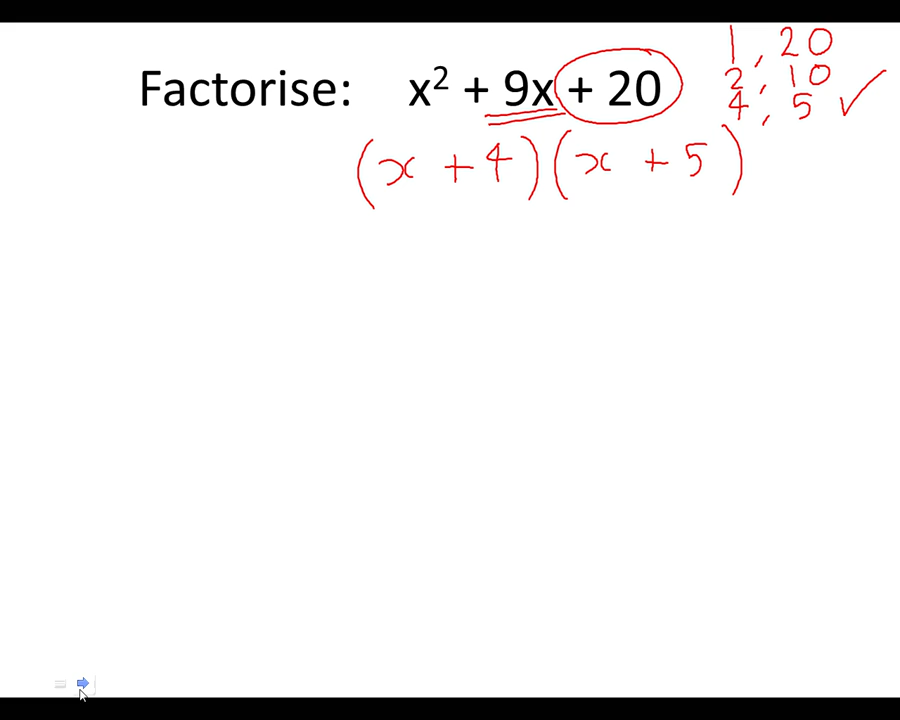 Factorise: x² + 9x + 20
1, 20
2, 10
4, 5 ✓
(x + 4)(x + 5)